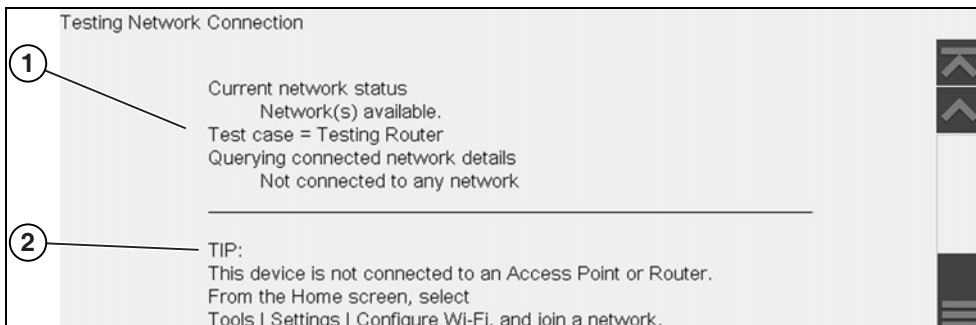 Testing Network Connection
1
Current network status
Network(s) available.
Test case = Testing Router
Querying connected network details
Not connected to any network
2
TIP:
This device is not connected to an Access Point or Router.
From the Home screen, select
Tools | Settings | Configure Wi-Fi, and join a network.